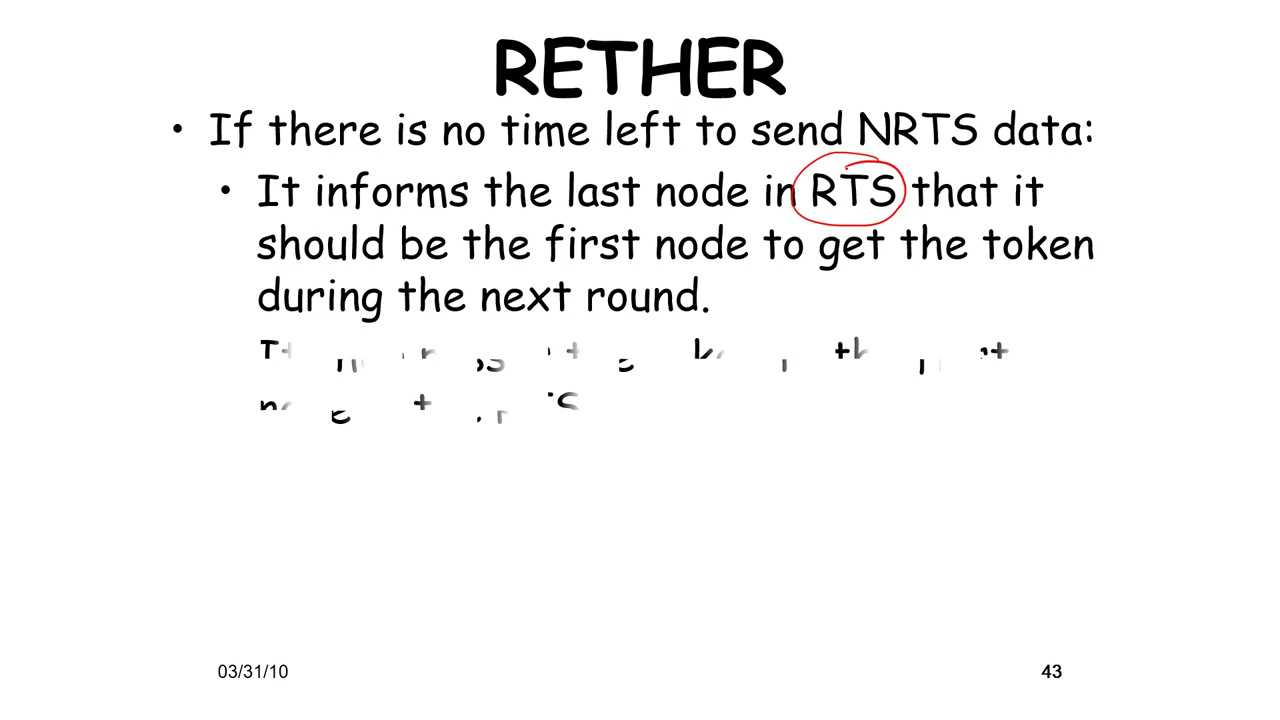 RETHER
• If there is no time left to send NRTS data:
• It informs the last node in RTS that it
should be the first node to get the token
during the next round.
03/31/10
43